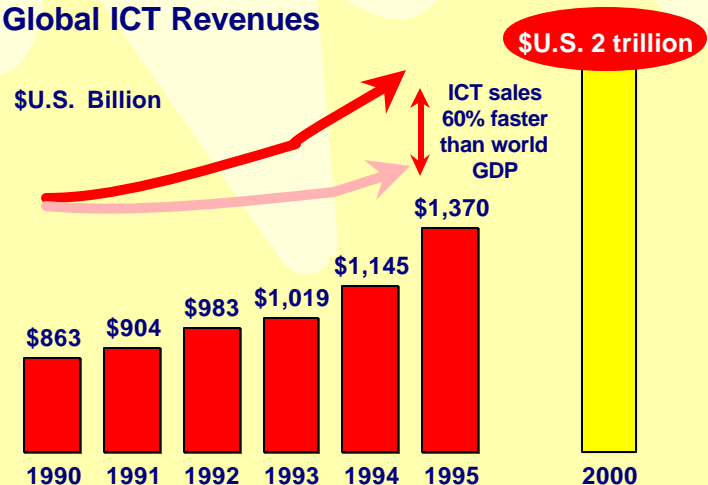 Global ICT Revenues
$U.S. 2 trillion
$U.S. Billion
ICT sales
60% faster
than world
GDP
$1,370
$1,145
$1,019
$983
$904
$863
1990 1991 1992 1993 1994 1995 2000